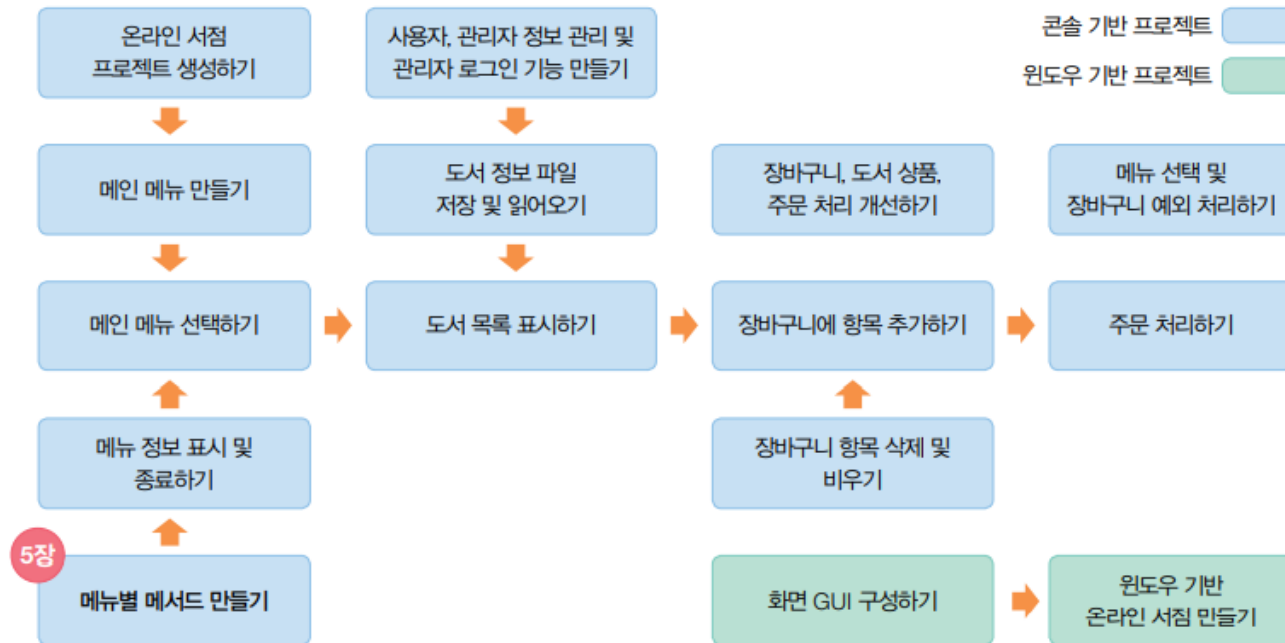 온라인 서점
프로젝트 생성하기
사용자, 관리자 정보 관리 및
관리자 로그인 기능 만들기
콘솔 기반 프로젝트
윈도우 기반 프로젝트
메인 메뉴 만들기
도서 정보 파일
저장 및 읽어오기
장바구니, 도서 상품,
주문 처리 개선하기
메뉴 선택 및
장바구니 예외 처리하기
메인 메뉴 선택하기
도서 목록 표시하기
장바구니에 항목 추가하기
주문 처리하기
메뉴 정보 표시 및
종료하기
장바구니 항목 삭제 및
비우기
5장
메뉴별 메서드 만들기
화면 GUI 구성하기
윈도우 기반
온라인 서점 만들기